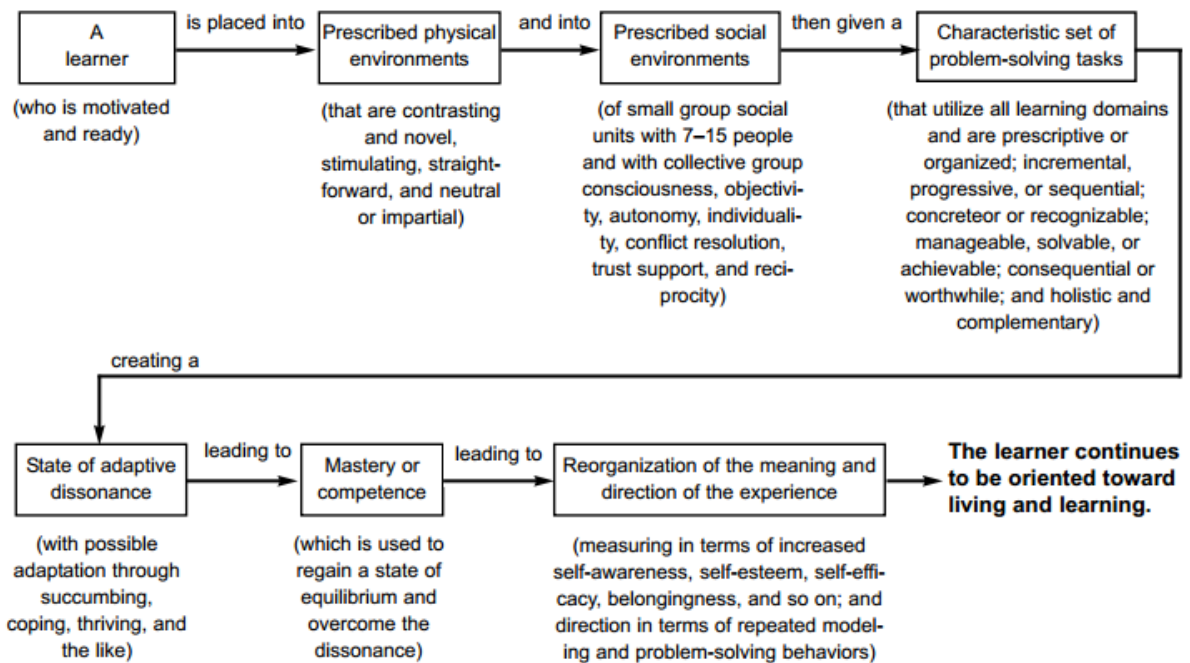 A
learner
is placed into
Prescribed physical
environments
and into
Prescribed social
environments
then given a
Characteristic set of
problem-solving tasks
(who is motivated
and ready)
(that are contrasting
and novel,
stimulating, straight-
forward, and neutral
or impartial)
(of small group social
units with 7–15 people
and with collective group
consciousness, objectivi-
ty, autonomy, individuali-
ty, conflict resolution,
trust support, and reci-
procity)
(that utilize all learning domains
and are prescriptive or
organized; incremental,
progressive, or sequential;
concreteor or recognizable;
manageable, solvable, or
achievable; consequential or
worthwhile; and holistic and
complementary)
creating a
State of adaptive
dissonance
leading to
Mastery or
competence
leading to
Reorganization of the meaning and
direction of the experience
The learner continues
to be oriented toward
living and learning.
(with possible
adaptation through
succumbing,
coping, thriving, and
the like)
(which is used to
regain a state of
equilibrium and
overcome the
dissonance)
(measuring in terms of increased
self-awareness, self-esteem, self-effi-
cacy, belongingness, and so on; and
direction in terms of repeated model-
ing and problem-solving behaviors)